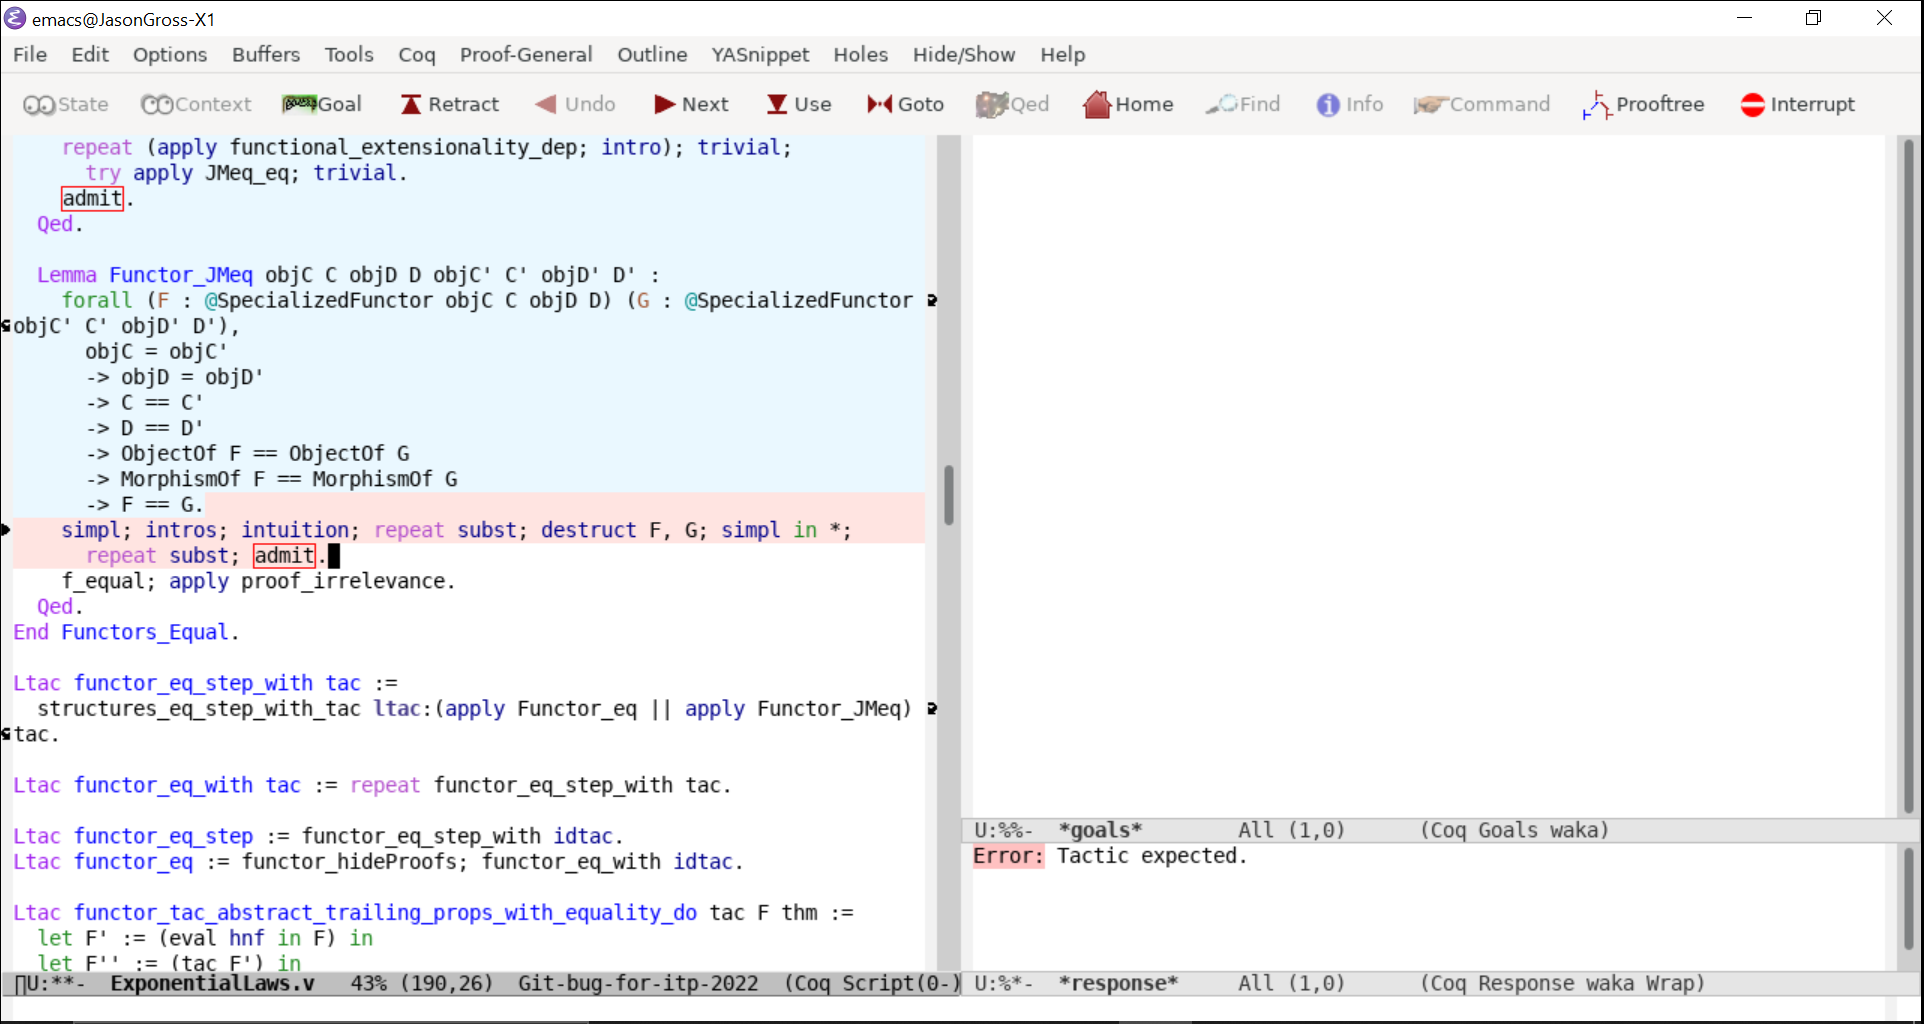 emacs@JasonGross-X1
File Edit Options Buffers Tools Coq Proof-General Outline YASnippet Holes Hide/Show Help
State Context Goal Retract Undo Next Use Goto Qed Home Find Info Command Prooftree Interrupt
    repeat (apply functional_extensionality_dep; intro); trivial;
      try apply JMeq_eq; trivial.
    admit.
  Qed.
  Lemma Functor_JMeq objC C objD D objC' C' objD' D' :
    forall (F : @SpecializedFunctor objC C objD D) (G : @SpecializedFunctor
objC' C' objD' D'),
      objC = objC'
      -> objD = objD'
      -> C == C'
      -> D == D'
      -> ObjectOf F == ObjectOf G
      -> MorphismOf F == MorphismOf G
      -> F == G.
    simpl; intros; intuition; repeat subst; destruct F, G; simpl in *;
      repeat subst; admit.
    f_equal; apply proof_irrelevance.
  Qed.
End Functors_Equal.
Ltac functor_eq_step_with tac :=
  structures_eq_step_with_tac ltac:(apply Functor_eq || apply Functor_JMeq)
tac.
Ltac functor_eq_with tac := repeat functor_eq_step_with tac.
Ltac functor_eq_step := functor_eq_step_with idtac.
Ltac functor_eq := functor_hideProofs; functor_eq_with idtac.
Ltac functor_tac_abstract_trailing_props_with_equality_do tac F thm :=
  let F' := (eval hnf in F) in
  let F'' := (tac F') in
U:**-  ExponentialLaws.v   43% (190,26)  Git-bug-for-itp-2022  (Coq Script(0-)
U:%%-  *goals*        All (1,0)      (Coq Goals waka)
Error: Tactic expected.
U:%*-  *response*     All (1,0)      (Coq Response waka Wrap)